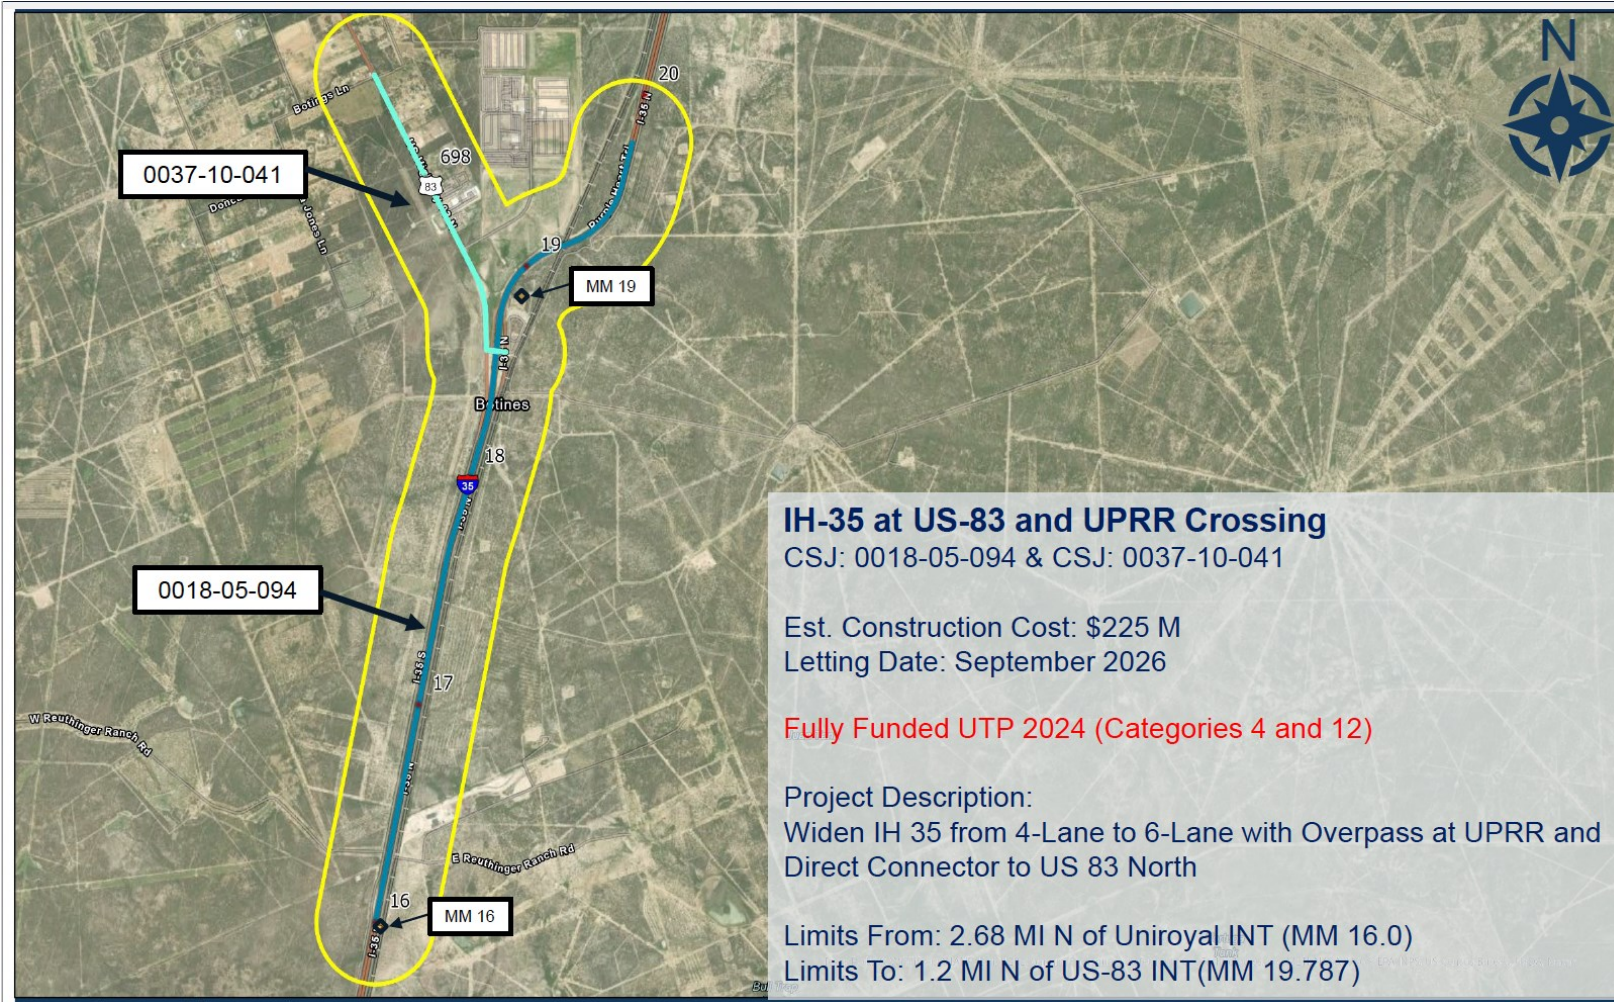 N
20
Botings Ln
I-35 N
698
0037-10-041
83
Jones Ln
19
MM 19
Botines
18
35
0018-05-094
I-35 S
17
W Reuthinger Ranch Rd
E Reuthinger Ranch Rd
16
MM 16
I-35
IH-35 at US-83 and UPRR Crossing
CSJ: 0018-05-094 & CSJ: 0037-10-041
Est. Construction Cost: $225 M
Letting Date: September 2026
Fully Funded UTP 2024 (Categories 4 and 12)
Project Description:
Widen IH 35 from 4-Lane to 6-Lane with Overpass at UPRR and
Direct Connector to US 83 North
Limits From: 2.68 MI N of Uniroyal INT (MM 16.0)
Limits To: 1.2 MI N of US-83 INT(MM 19.787)